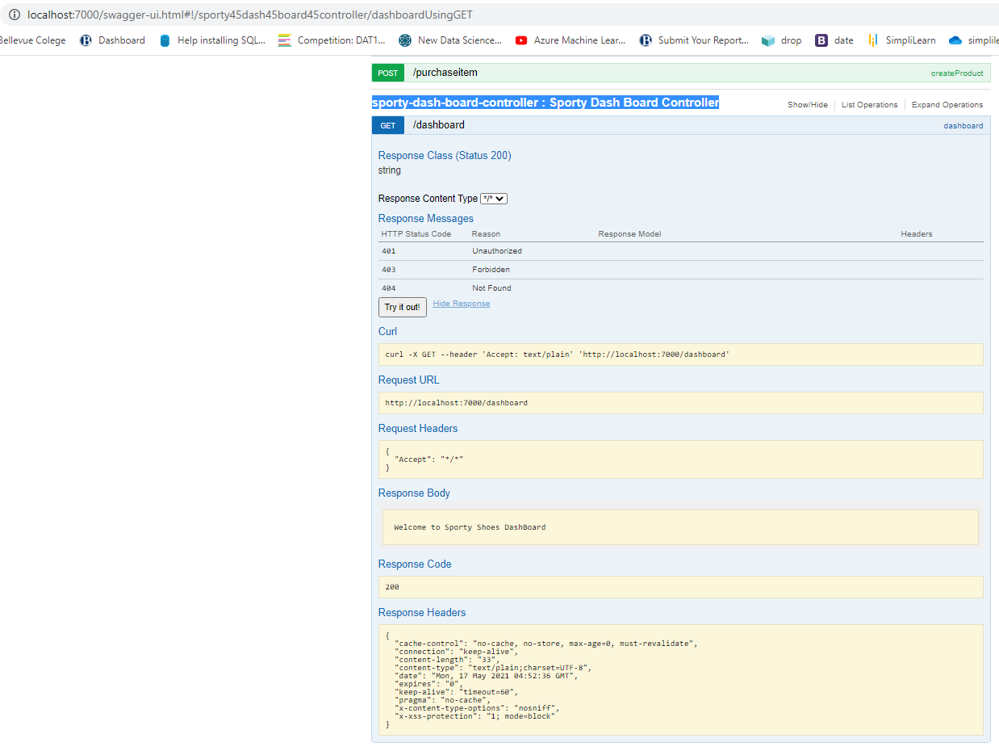 localhost:7000/swagger-ui.html#!/sporty45dash45board45controller/dashboardUsingGET
Bellevue Colege Dashboard Help installing SQL... Competition: DAT1... New Data Science... Azure Machine Lear... Submit Your Report... drop B date SimpliLearn simplile
POST /purchaseitem createProduct
sporty-dash-board-controller : Sporty Dash Board Controller Show/Hide List Operations Expand Operations
GET /dashboard dashboard
Response Class (Status 200)
string
Response Content Type */*
Response Messages
HTTP Status Code Reason Response Model Headers
401 Unauthorized
403 Forbidden
404 Not Found
Try it out! Hide Response
Curl
curl -X GET --header 'Accept: text/plain' 'http://localhost:7000/dashboard'
Request URL
http://localhost:7000/dashboard
Request Headers
{
"Accept": "*/*"
}
Response Body
Welcome to Sporty Shoes DashBoard
Response Code
200
Response Headers
{
"cache-control": "no-cache, no-store, max-age=0, must-revalidate",
"connection": "keep-alive",
"content-length": "33",
"content-type": "text/plain;charset=UTF-8",
"date": "Mon, 17 May 2021 04:52:36 GMT",
"expires": "0",
"keep-alive": "timeout=60",
"pragma": "no-cache",
"x-content-type-options": "nosniff",
"x-xss-protection": "1; mode=block"
}